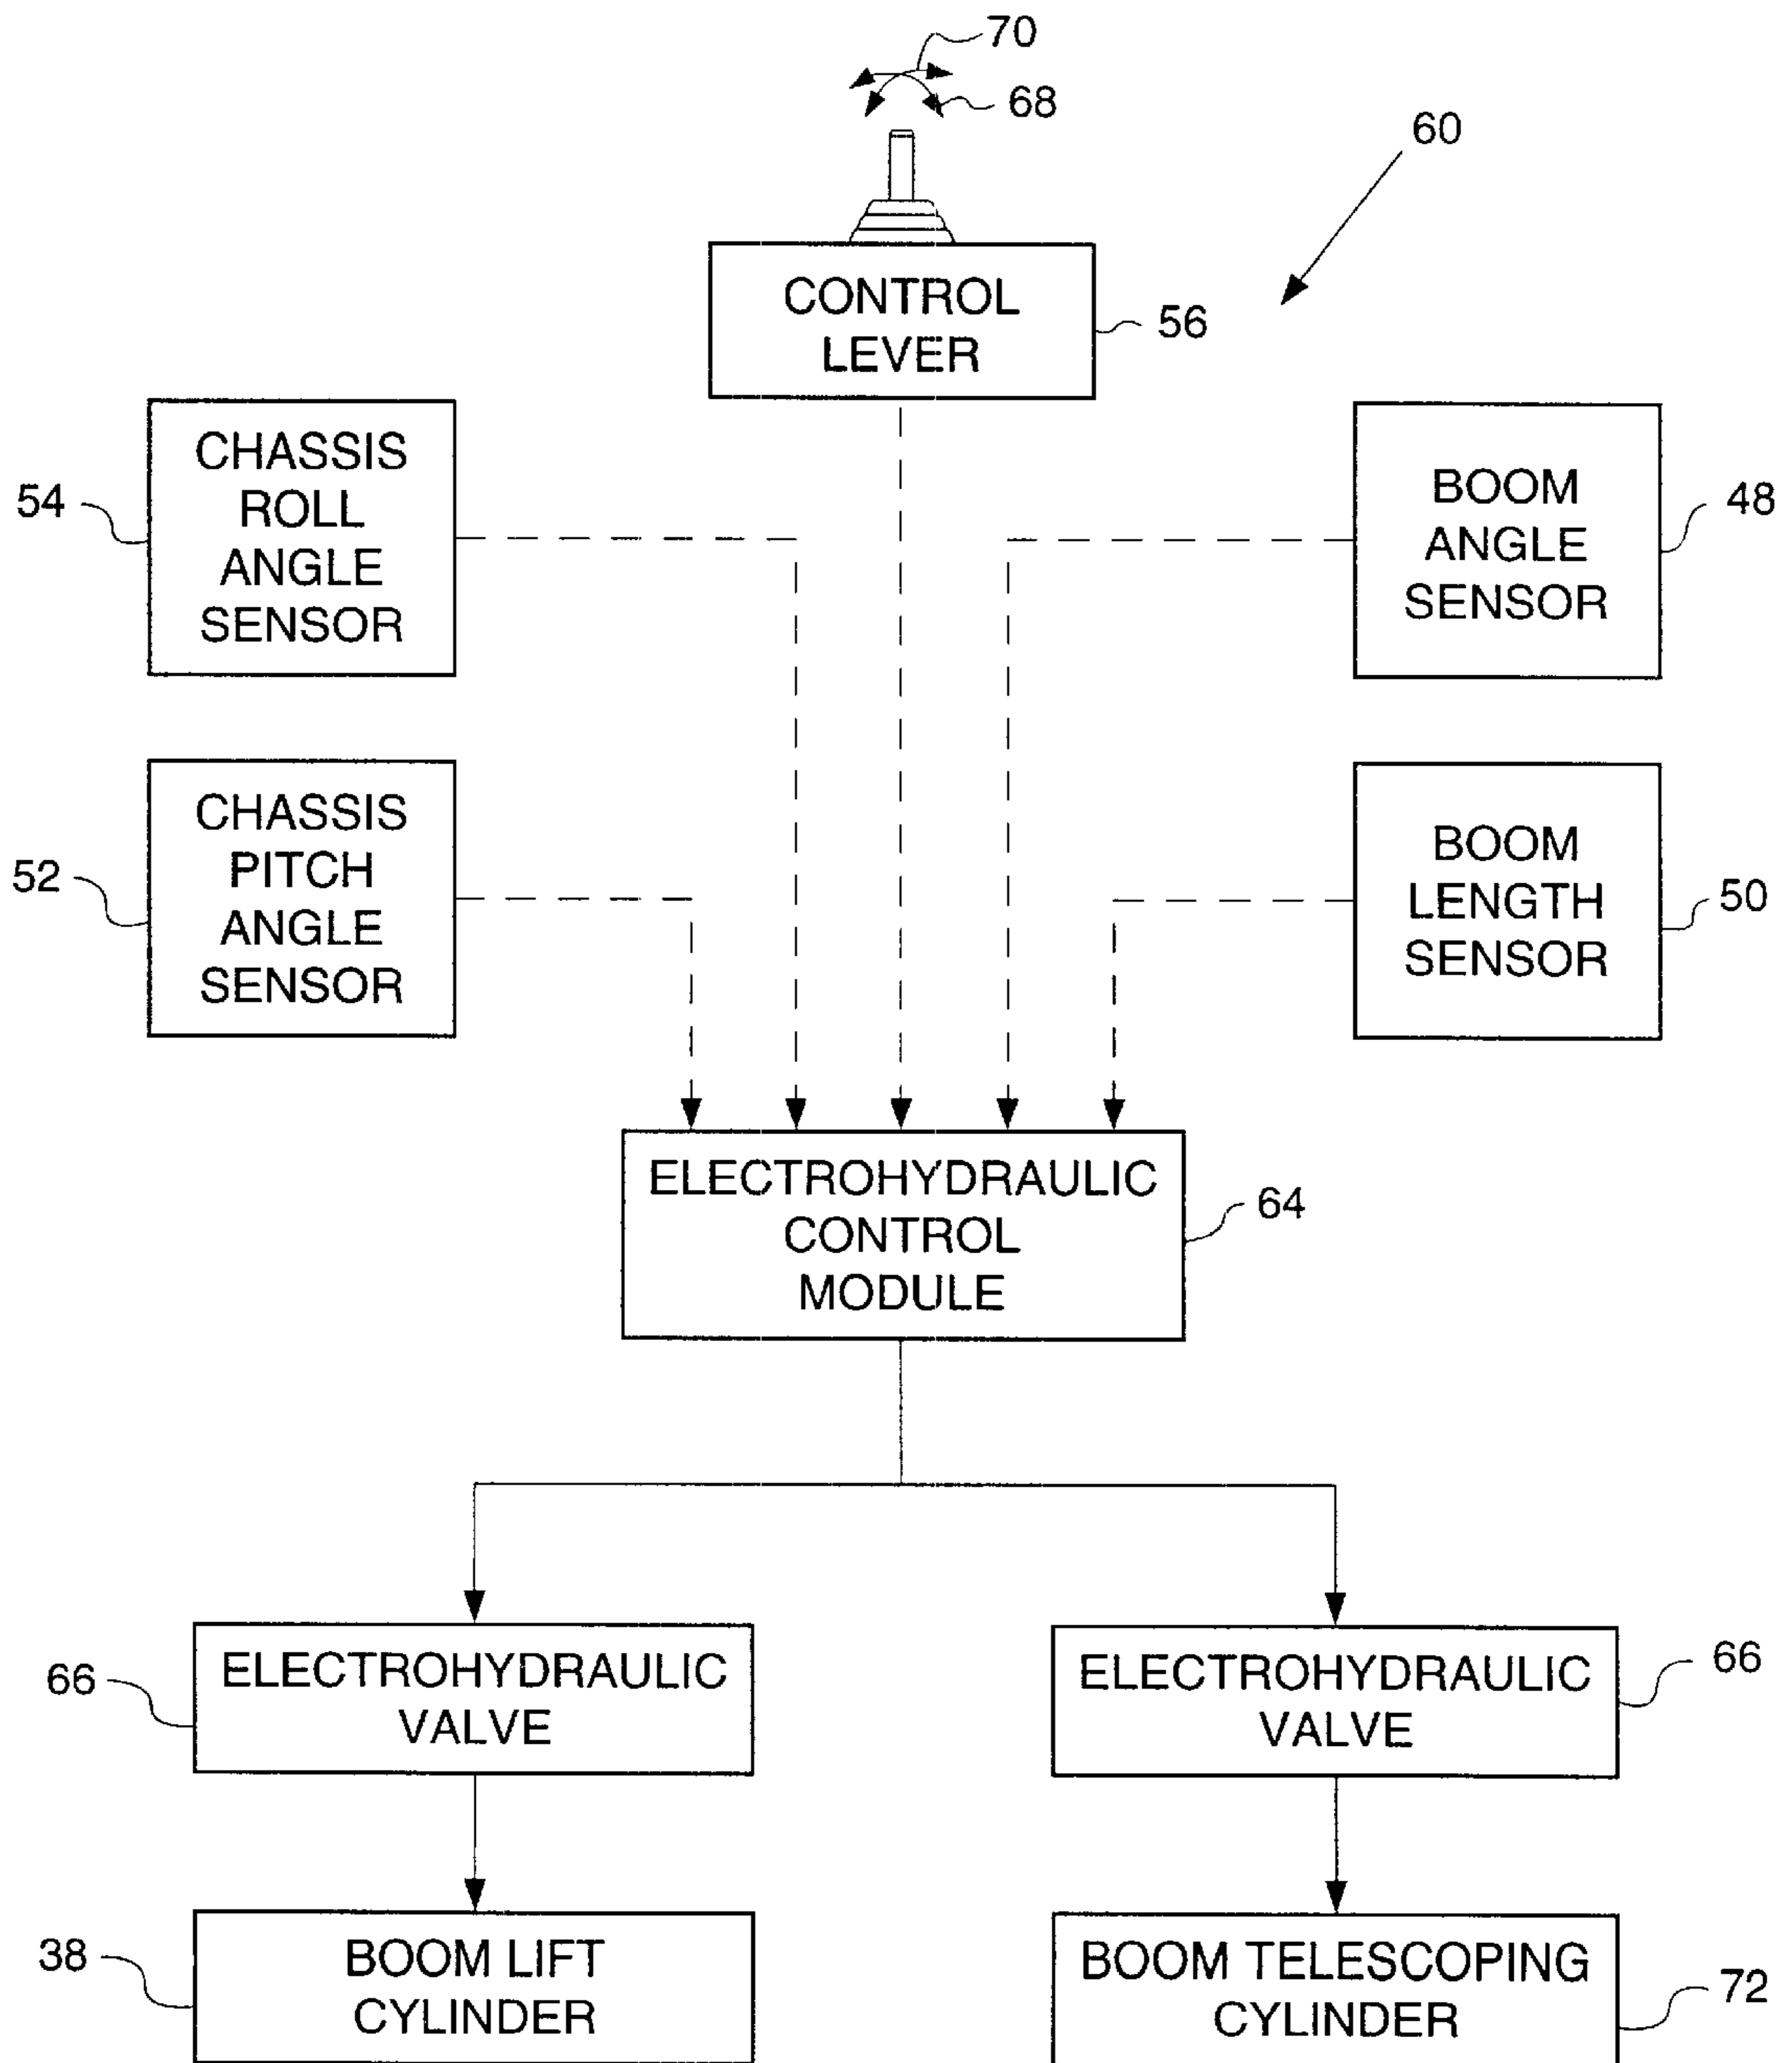 70
68
60
CONTROL
LEVER
56
CHASSIS
ROLL
ANGLE
SENSOR
54
BOOM
ANGLE
SENSOR
48
CHASSIS
PITCH
ANGLE
SENSOR
52
BOOM
LENGTH
SENSOR
50
ELECTROHYDRAULIC
CONTROL
MODULE
64
ELECTROHYDRAULIC
VALVE
66
ELECTROHYDRAULIC
VALVE
66
BOOM LIFT
CYLINDER
38
BOOM TELESCOPING
CYLINDER
72